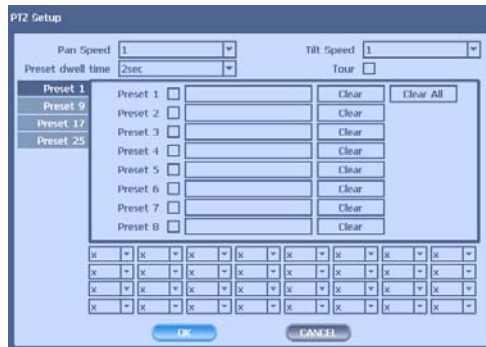 PTZ Setup
Pan Speed 1 Tilt Speed 1
Preset dwell time 2sec Tour
Preset 1
Preset 9
Preset 17
Preset 25
Preset 1 Clear Clear All
Preset 2 Clear
Preset 3 Clear
Preset 4 Clear
Preset 5 Clear
Preset 6 Clear
Preset 7 Clear
Preset 8 Clear
x x x x x x x x
x x x x x x x x
x x x x x x x x
x x x x x x x x
OK CANCEL